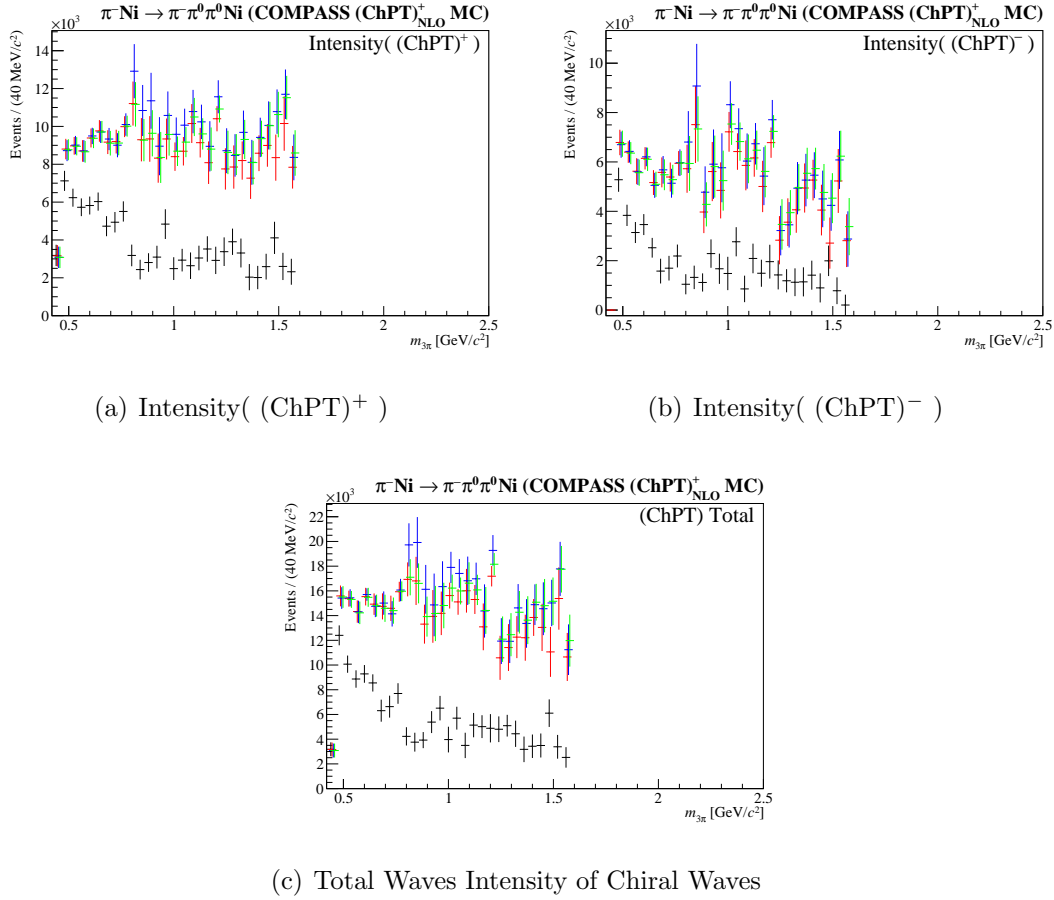 π⁻Ni → π⁻π⁰π⁰Ni (COMPASS (ChPT)⁺NLO MC)
×10³
Intensity( (ChPT)⁺ )
Events / (40 MeV/c²)
14
12
10
8
6
4
2
0
0.5 1 1.5 2 2.5
m3π [GeV/c²]
(a) Intensity( (ChPT)⁺ )
π⁻Ni → π⁻π⁰π⁰Ni (COMPASS (ChPT)⁺NLO MC)
×10³
Intensity( (ChPT)⁻ )
Events / (40 MeV/c²)
10
8
6
4
2
0
0.5 1 1.5 2 2.5
m3π [GeV/c²]
(b) Intensity( (ChPT)⁻ )
π⁻Ni → π⁻π⁰π⁰Ni (COMPASS (ChPT)⁺NLO MC)
×10³
(ChPT) Total
Events / (40 MeV/c²)
22
20
18
16
14
12
10
8
6
4
2
0
0.5 1 1.5 2 2.5
m3π [GeV/c²]
(c) Total Waves Intensity of Chiral Waves